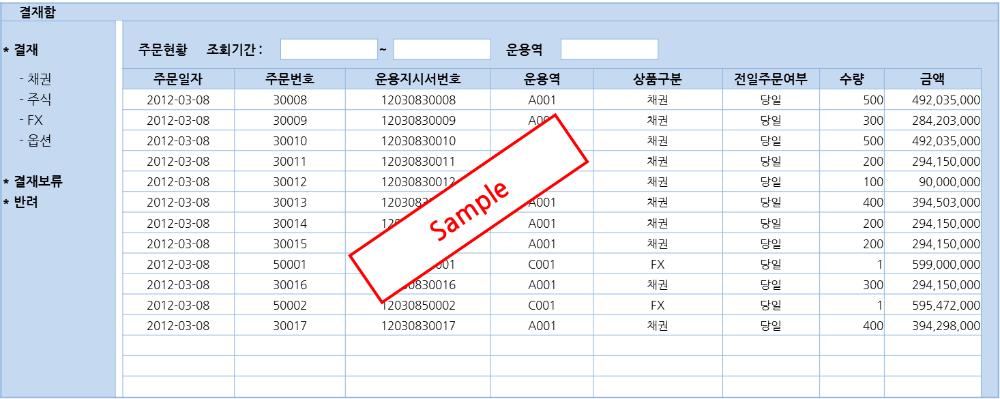 결재함
* 결재
- 채권
- 주식
- FX
- 옵션
* 결재보류
* 반려
주문현황 조회기간 : ~ 운용역
주문일자 주문번호 운용지시서번호 운용역 상품구분 전일주문여부 수량 금액
2012-03-08 30008 12030830008 A001 채권 당일 500 492,035,000
2012-03-08 30009 12030830009 채권 당일 300 284,203,000
2012-03-08 30010 12030830010 채권 당일 500 492,035,000
2012-03-08 30011 12030830011 채권 당일 200 294,150,000
2012-03-08 30012 12030830012 채권 당일 100 90,000,000
2012-03-08 30013 A001 채권 당일 400 394,503,000
2012-03-08 30014 A001 채권 당일 200 294,150,000
2012-03-08 30015 A001 채권 당일 200 294,150,000
2012-03-08 50001 C001 FX 당일 1 599,000,000
2012-03-08 30016 A001 채권 당일 300 294,150,000
2012-03-08 50002 12030850002 C001 FX 당일 1 595,472,000
2012-03-08 30017 12030830017 A001 채권 당일 400 394,298,000
Sample